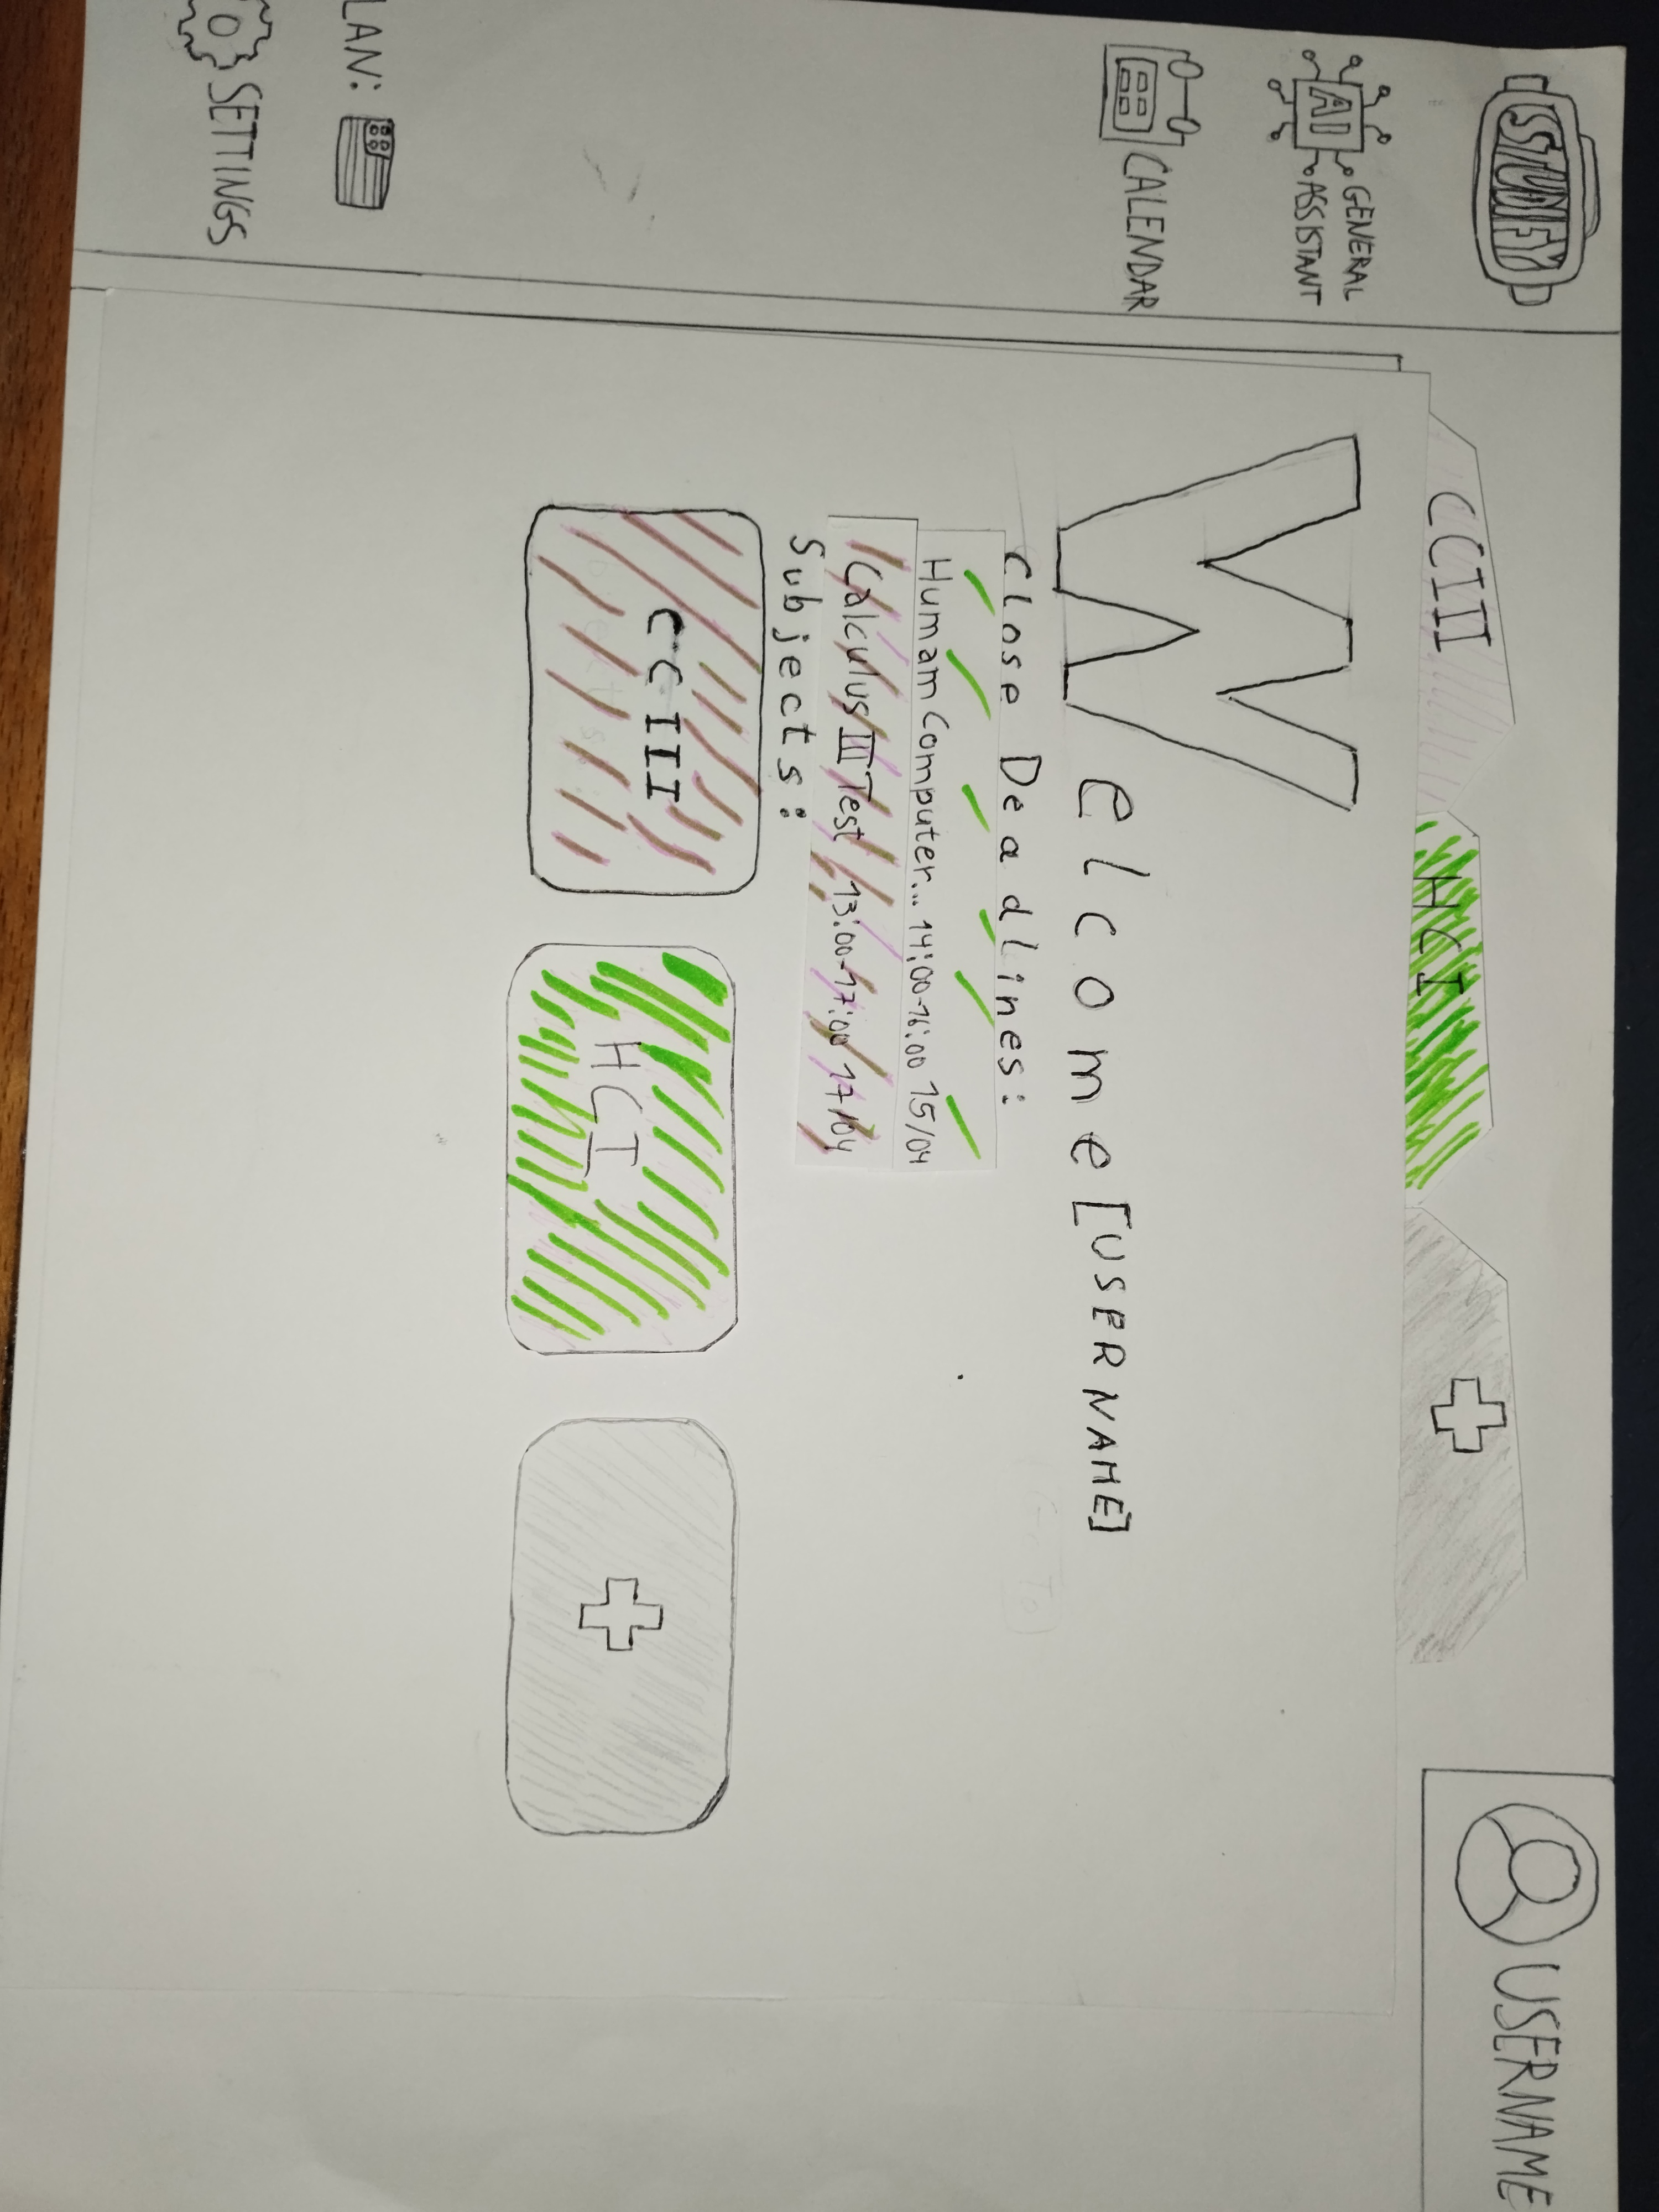 STUDIFY
CCIII
HCI
USERNAME
AI
GENERAL
ASSISTANT
CALENDAR
LAN:
SETTINGS
Welcome [USERNAME]
Close Deadlines:
Humam Computer... 14:00-16:00 15/04
Calculus III Test 13:00-17:00 17/04
Subjects:
CCIII
HCI